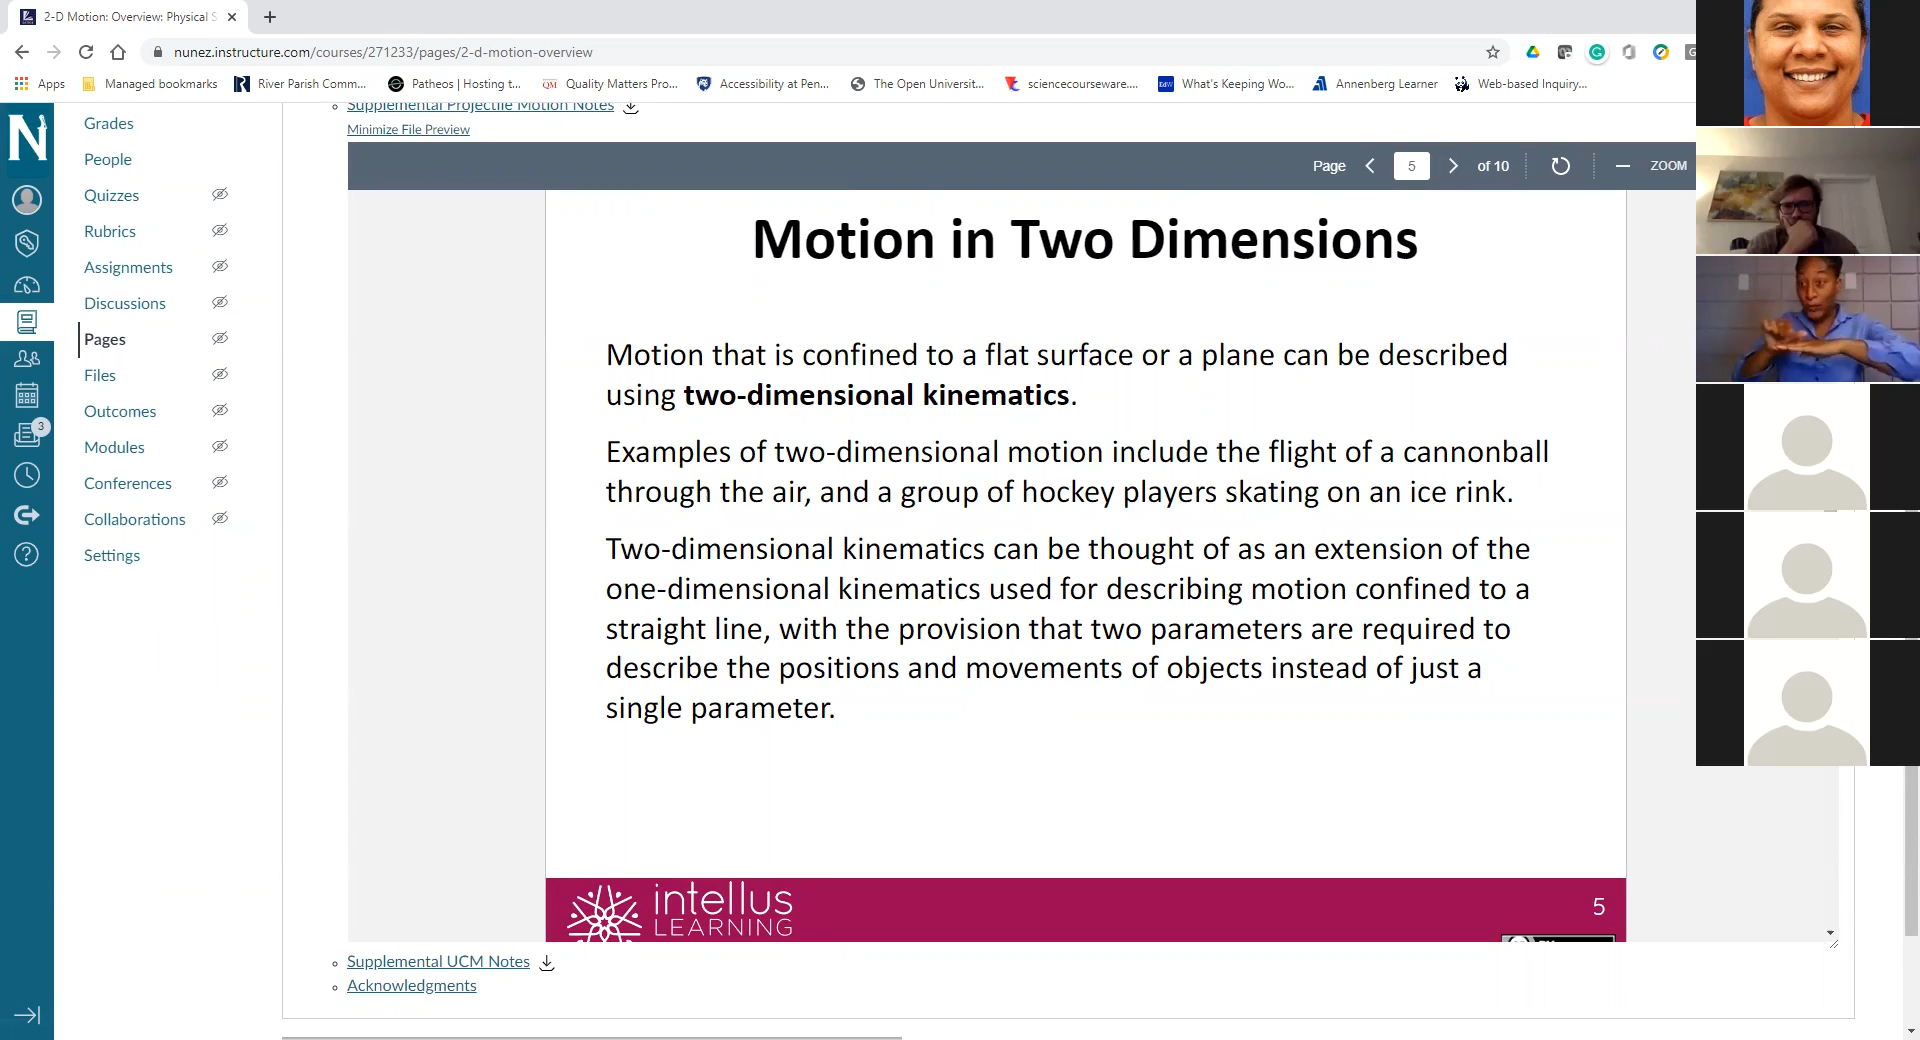 2-D Motion: Overview: Physical S
nunez.instructure.com/courses/271233/pages/2-d-motion-overview
Apps
Managed bookmarks
River Parish Comm...
Patheos | Hosting t...
QM
Quality Matters Pro...
Accessibility at Pen...
The Open Universit...
sciencecourseware....
EdW
What's Keeping Wo...
Annenberg Learner
Web-based Inquiry...
N
Grades
People
Quizzes
Rubrics
Assignments
Discussions
Pages
Files
Outcomes
Modules
Conferences
Collaborations
Settings
3
Supplemental Projectile Motion Notes
Minimize File Preview
Page 5 of 10 ZOOM
Motion in Two Dimensions
Motion that is confined to a flat surface or a plane can be described
using two-dimensional kinematics.
Examples of two-dimensional motion include the flight of a cannonball
through the air, and a group of hockey players skating on an ice rink.
Two-dimensional kinematics can be thought of as an extension of the
one-dimensional kinematics used for describing motion confined to a
straight line, with the provision that two parameters are required to
describe the positions and movements of objects instead of just a
single parameter.
intellus
LEARNING
5
Supplemental UCM Notes
Acknowledgments